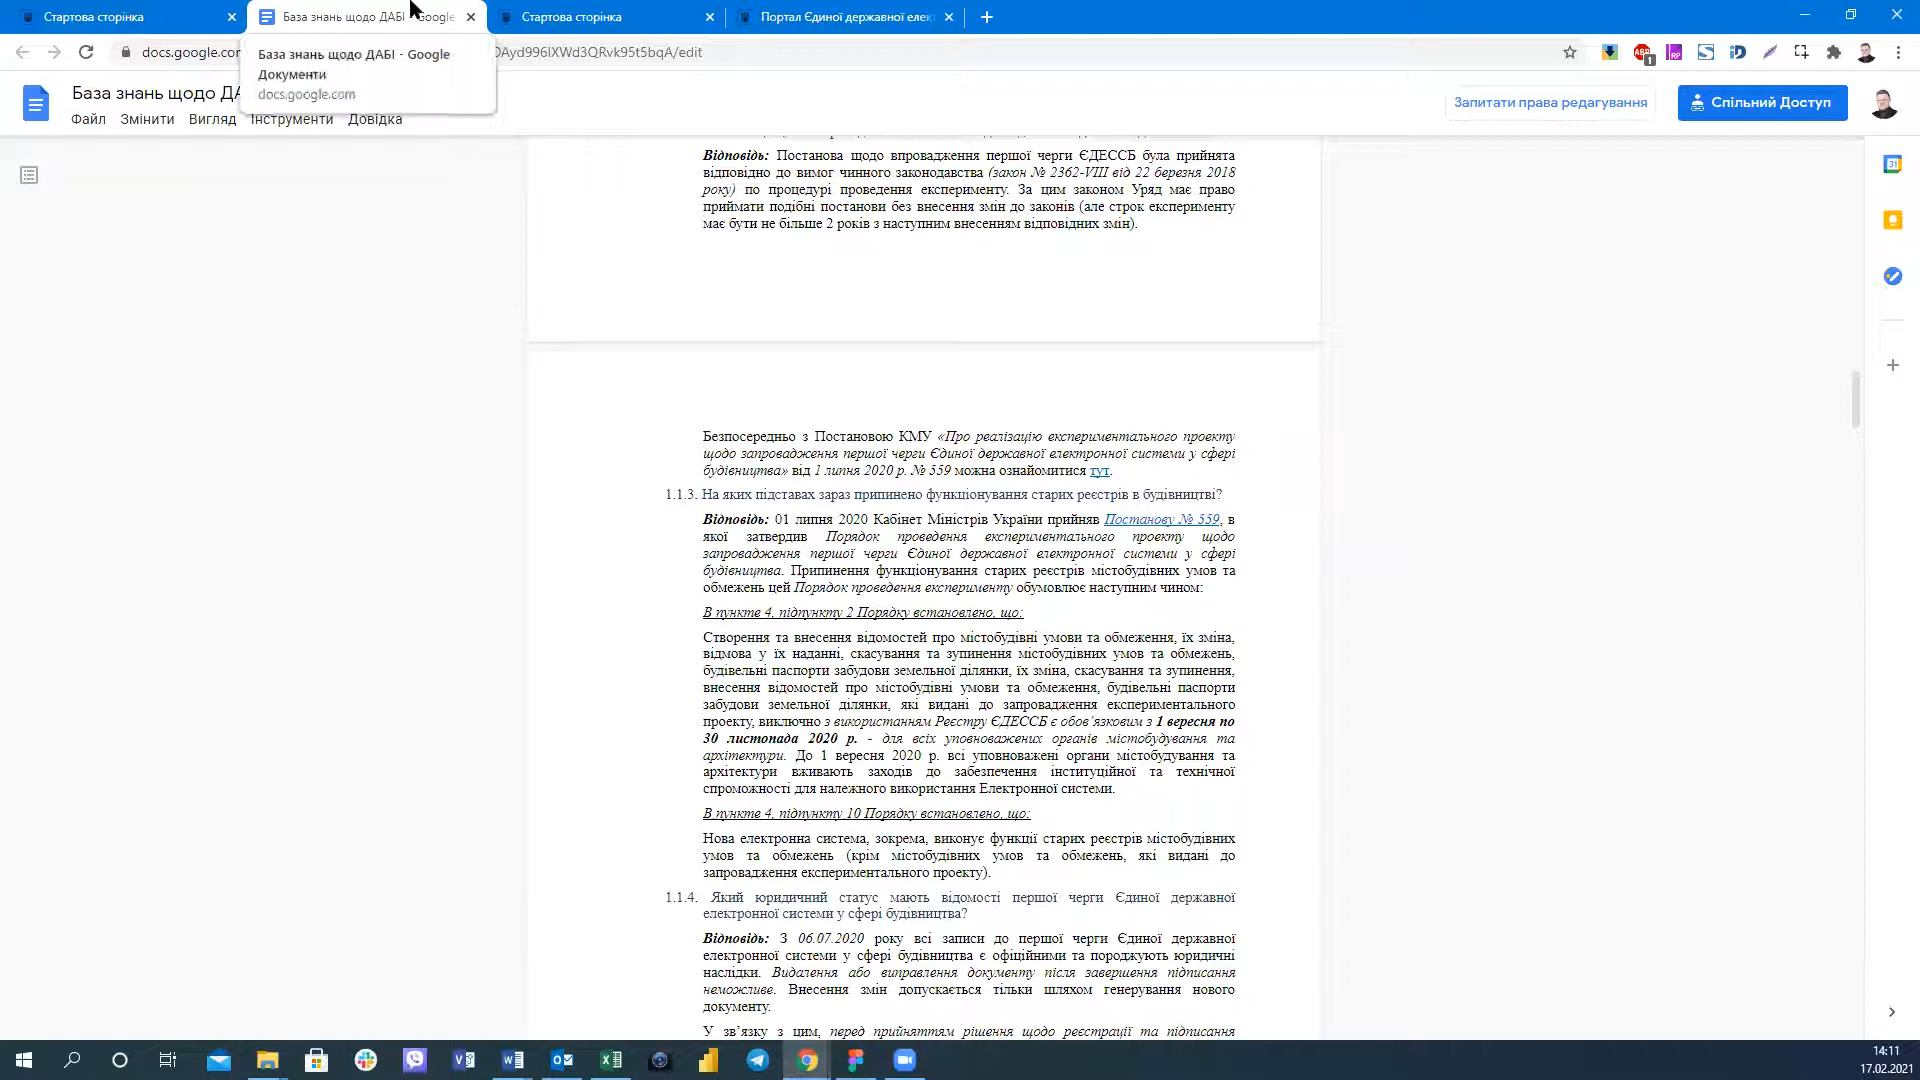 Стартова сторінка
База знань щодо ДАБІ - Google
Стартова сторінка
Портал Єдиної державної елек
docs.google.com
DAyd996lXWd3QRvk95t5bqA/edit
База знань щодо ДАБІ - Google
Документи
docs.google.com
База знань щодо ДА
Запитати права редагування
Спільний Доступ
Файл Змінити Вигляд Інструменти Довідка
Відповідь: Постанова щодо впровадження першої черги ЄДЕССБ була прийнята
відповідно до вимог чинного законодавства (закон № 2362-VIII від 22 березня 2018
року) по процедурі проведення експерименту. За цим законом Уряд має право
приймати подібні постанови без внесення змін до законів (але строк експерименту
має бути не більше 2 років з наступним внесенням відповідних змін).
Безпосередньо з Постановою КМУ «Про реалізацію експериментального проекту
щодо запровадження першої черги Єдиної державної електронної системи у сфері
будівництва» від 1 липня 2020 р. № 559 можна ознайомитися тут.
1.1.3. На яких підставах зараз припинено функціонування старих реєстрів в будівництві?
Відповідь: 01 липня 2020 Кабінет Міністрів України прийняв Постанову № 559, в
якої затвердив Порядок проведення експериментального проекту щодо
запровадження першої черги Єдиної державної електронної системи у сфері
будівництва. Припинення функціонування старих реєстрів містобудівних умов та
обмежень цей Порядок проведення експерименту обумовлює наступним чином:
В пункте 4, підпункту 2 Порядку встановлено, що:
Створення та внесення відомостей про містобудівні умови та обмеження, їх зміна,
відмова у їх наданні, скасування та зупинення містобудівних умов та обмежень,
будівельні паспорти забудови земельної ділянки, їх зміна, скасування та зупинення,
внесення відомостей про містобудівні умови та обмеження, будівельні паспорти
забудови земельної ділянки, які видані до запровадження експериментального
проекту, виключно з використанням Реєстру ЄДЕССБ є обов’язковим з 1 вересня по
30 листопада 2020 р. - для всіх уповноважених органів містобудування та
архітектури. До 1 вересня 2020 р. всі уповноважені органи містобудування та
архітектури вживають заходів до забезпечення інституційної та технічної
спроможності для належного використання Електронної системи.
В пункте 4, підпункту 10 Порядку встановлено, що:
Нова електронна система, зокрема, виконує функції старих реєстрів містобудівних
умов та обмежень (крім містобудівних умов та обмежень, які видані до
запровадження експериментального проекту).
1.1.4. Який юридичний статус мають відомості першої черги Єдиної державної
електронної системи у сфері будівництва?
Відповідь: З 06.07.2020 року всі записи до першої черги Єдиної державної
електронної системи у сфері будівництва є офіційними та породжують юридичні
наслідки. Видалення або виправлення документу після завершення підписання
неможливе. Внесення змін допускається тільки шляхом генерування нового
документу.
У зв’язку з цим, перед прийняттям рішення щодо реєстрації та підписання
14:11
17.02.2021